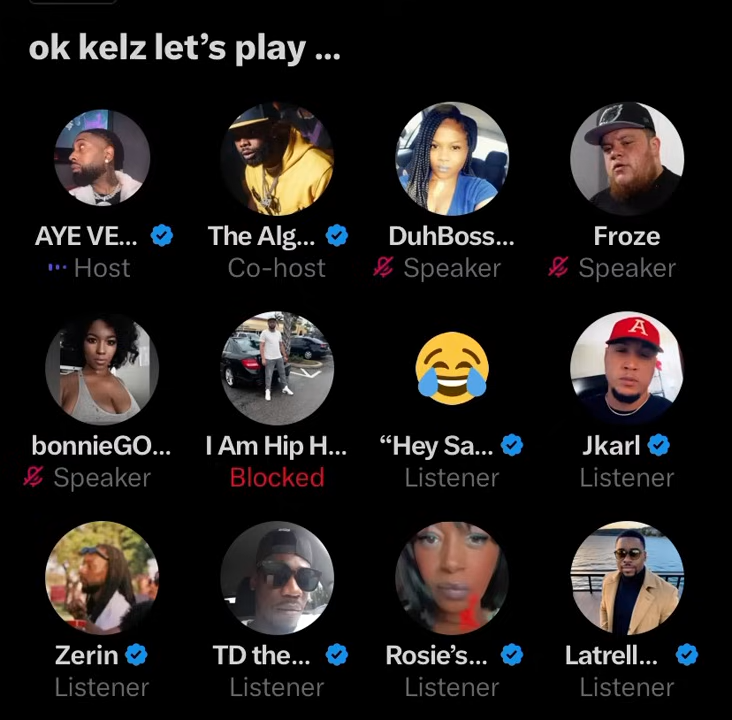 ok kelz let's play ...
AYE VE... The Alg... DuhBoss... Froze
Host Co-host Speaker Speaker
bonnieGO... I Am Hip H... “Hey Sa... Jkarl
Speaker Blocked Listener Listener
A
Zerin TD the... Rosie's... Latrell...
Listener Listener Listener Listener